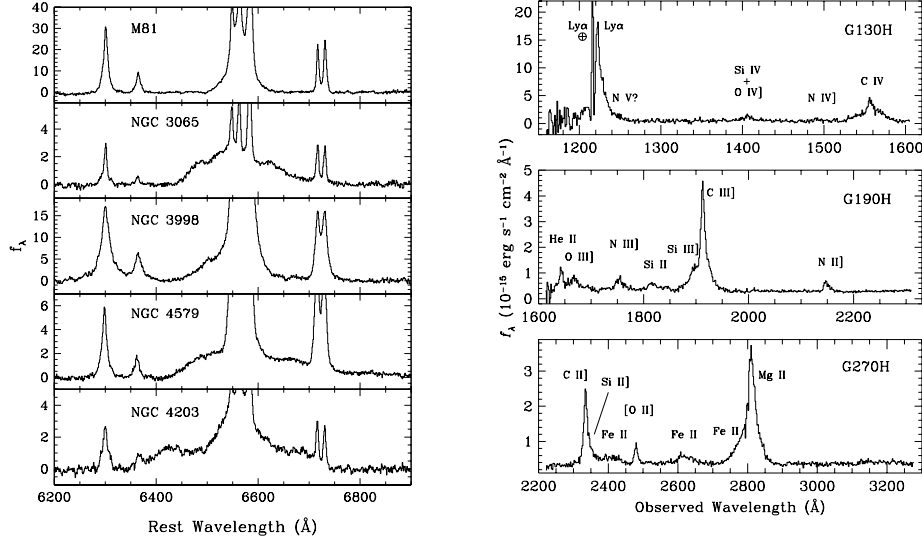 M81
40
30
20
10
0
NGC 3065
4
2
0
NGC 3998
15
10
5
0
NGC 4579
6
4
2
0
NGC 4203
4
2
0
fλ
6200 6400 6600 6800
Rest Wavelength (Å)
G130H
20
15
10
5
0
Lyα
⊕
Lyα
N V?
Si IV
+
O IV]
N IV]
C IV
1200 1300 1400 1500 1600
G190H
5
4
3
2
1
0
He II
O III]
N III]
Si II
Si III]
C III]
N II]
1600 1800 2000 2200
G270H
3
2
1
C II]
Si II]
Fe II
[O II]
Fe II
Fe II
Mg II
2200 2400 2600 2800 3000 3200
Observed Wavelength (Å)
fλ (10⁻¹⁵ erg s⁻¹ cm⁻² Å⁻¹)